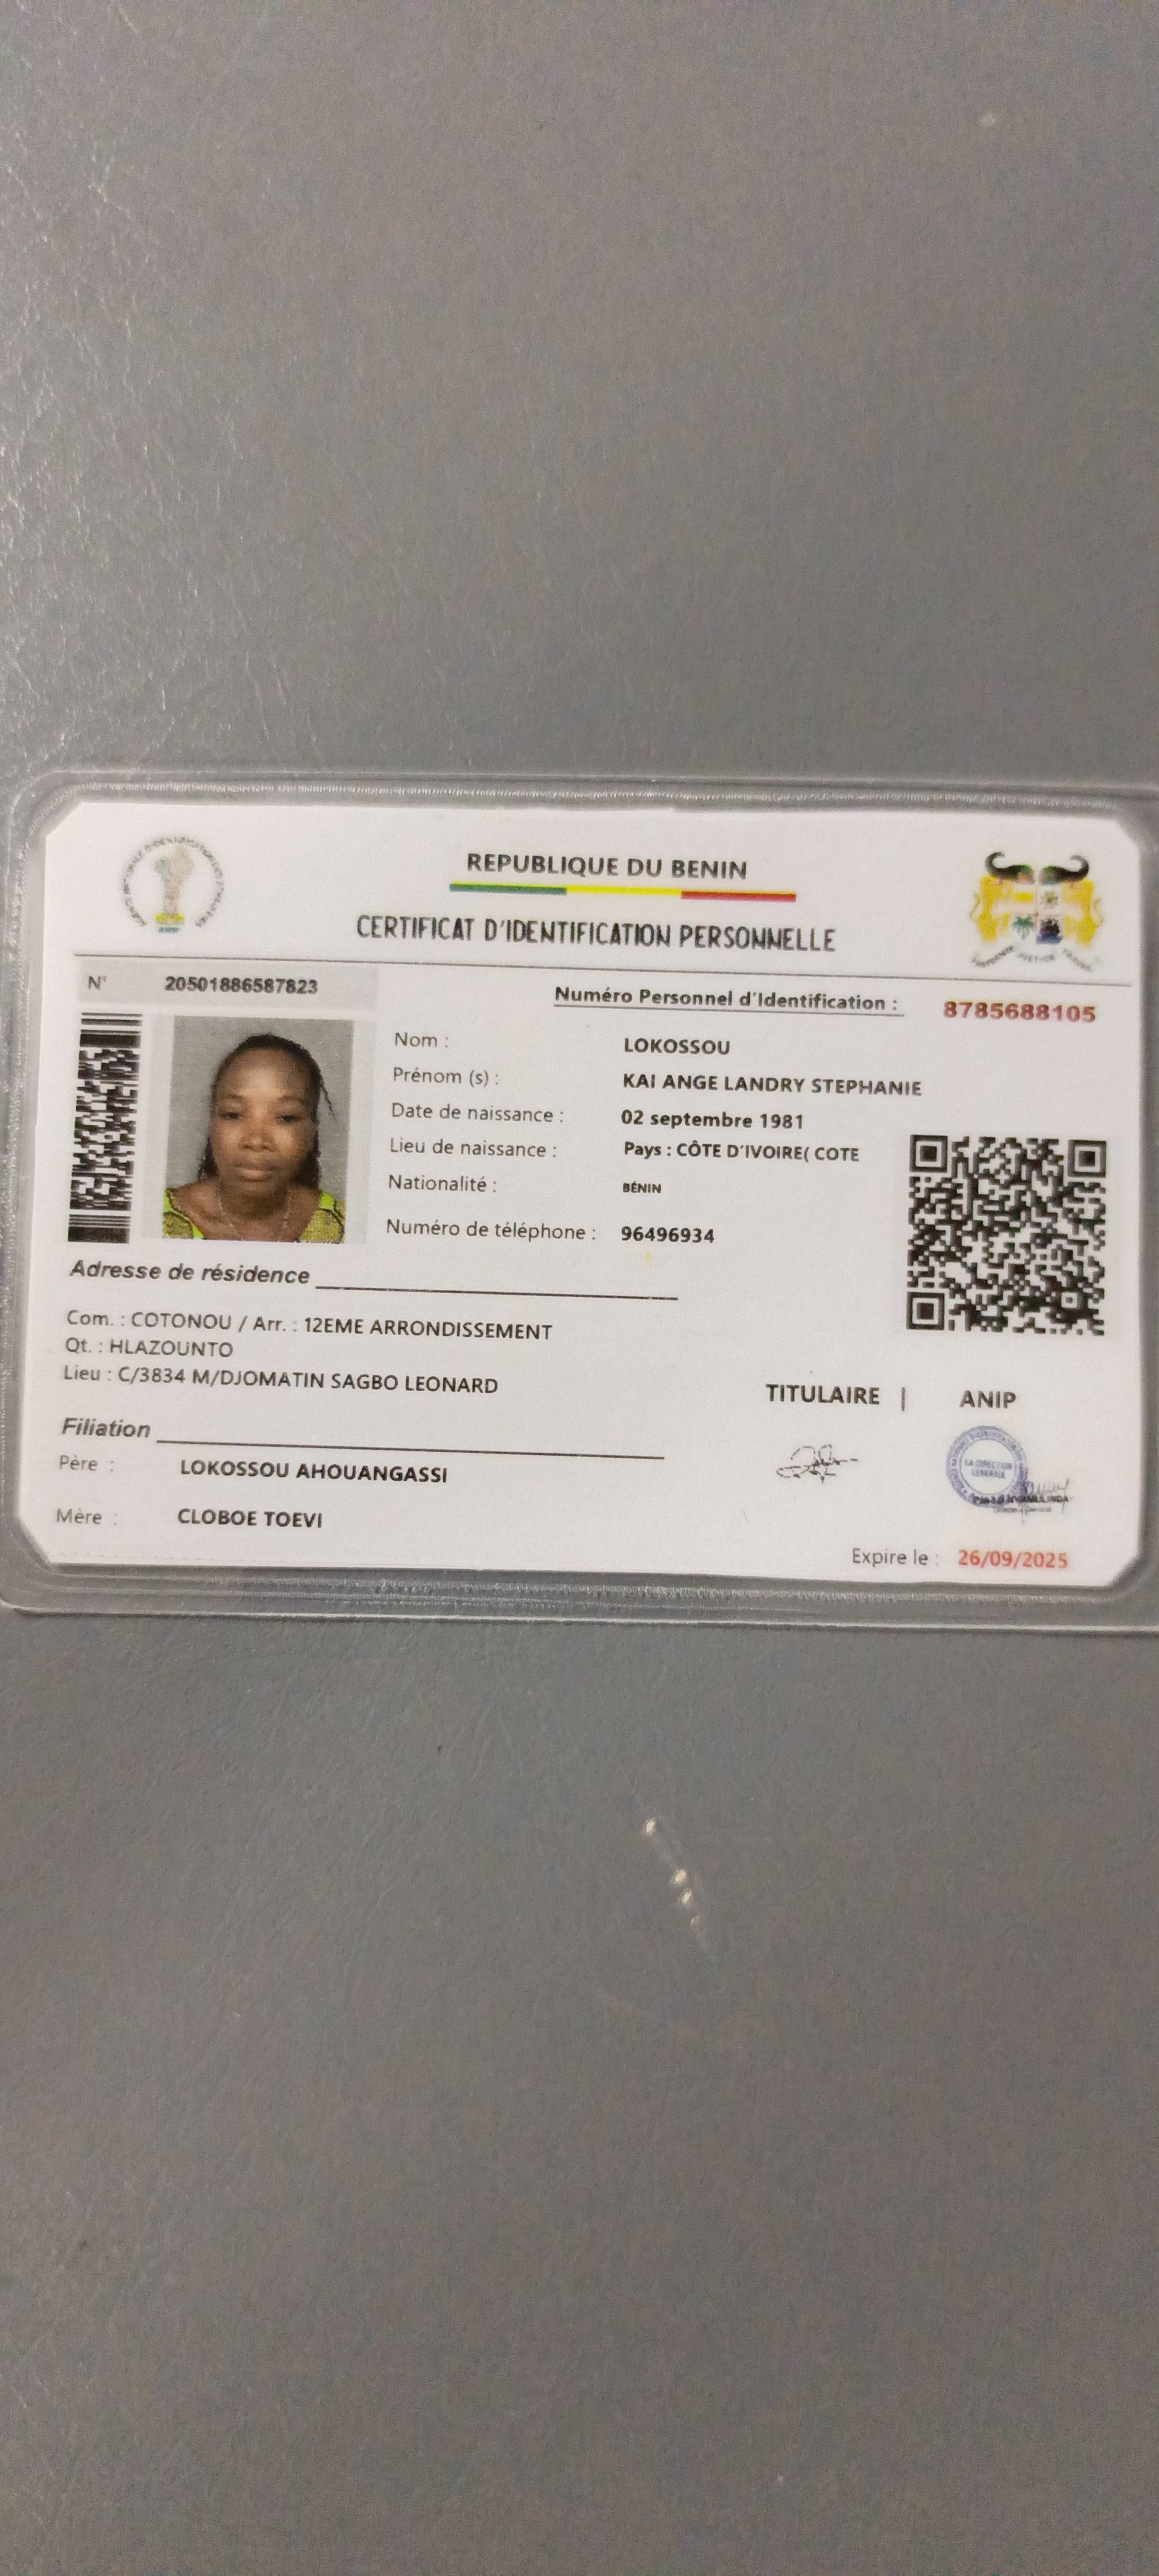 REPUBLIQUE DU BENIN
CERTIFICAT D'IDENTIFICATION PERSONNELLE
N° 20501886587823
Numéro Personnel d'Identification : 8785688105
Nom : LOKOSSOU
Prénom (s) : KAI ANGE LANDRY STEPHANIE
Date de naissance : 02 septembre 1981
Lieu de naissance : Pays : CÔTE D'IVOIRE( COTE
Nationalité : BÉNIN
Numéro de téléphone : 96496934
Adresse de résidence
Com. : COTONOU / Arr. : 12EME ARRONDISSEMENT
Qt. : HLAZOUNTO
Lieu : C/3834 M/DJOMATIN SAGBO LEONARD
TITULAIRE | ANIP
Filiation
Père : LOKOSSOU AHOUANGASSI
LA DIRECTION
GENERALE
Mère : CLOBOE TOEVI
Expire le : 26/09/2025